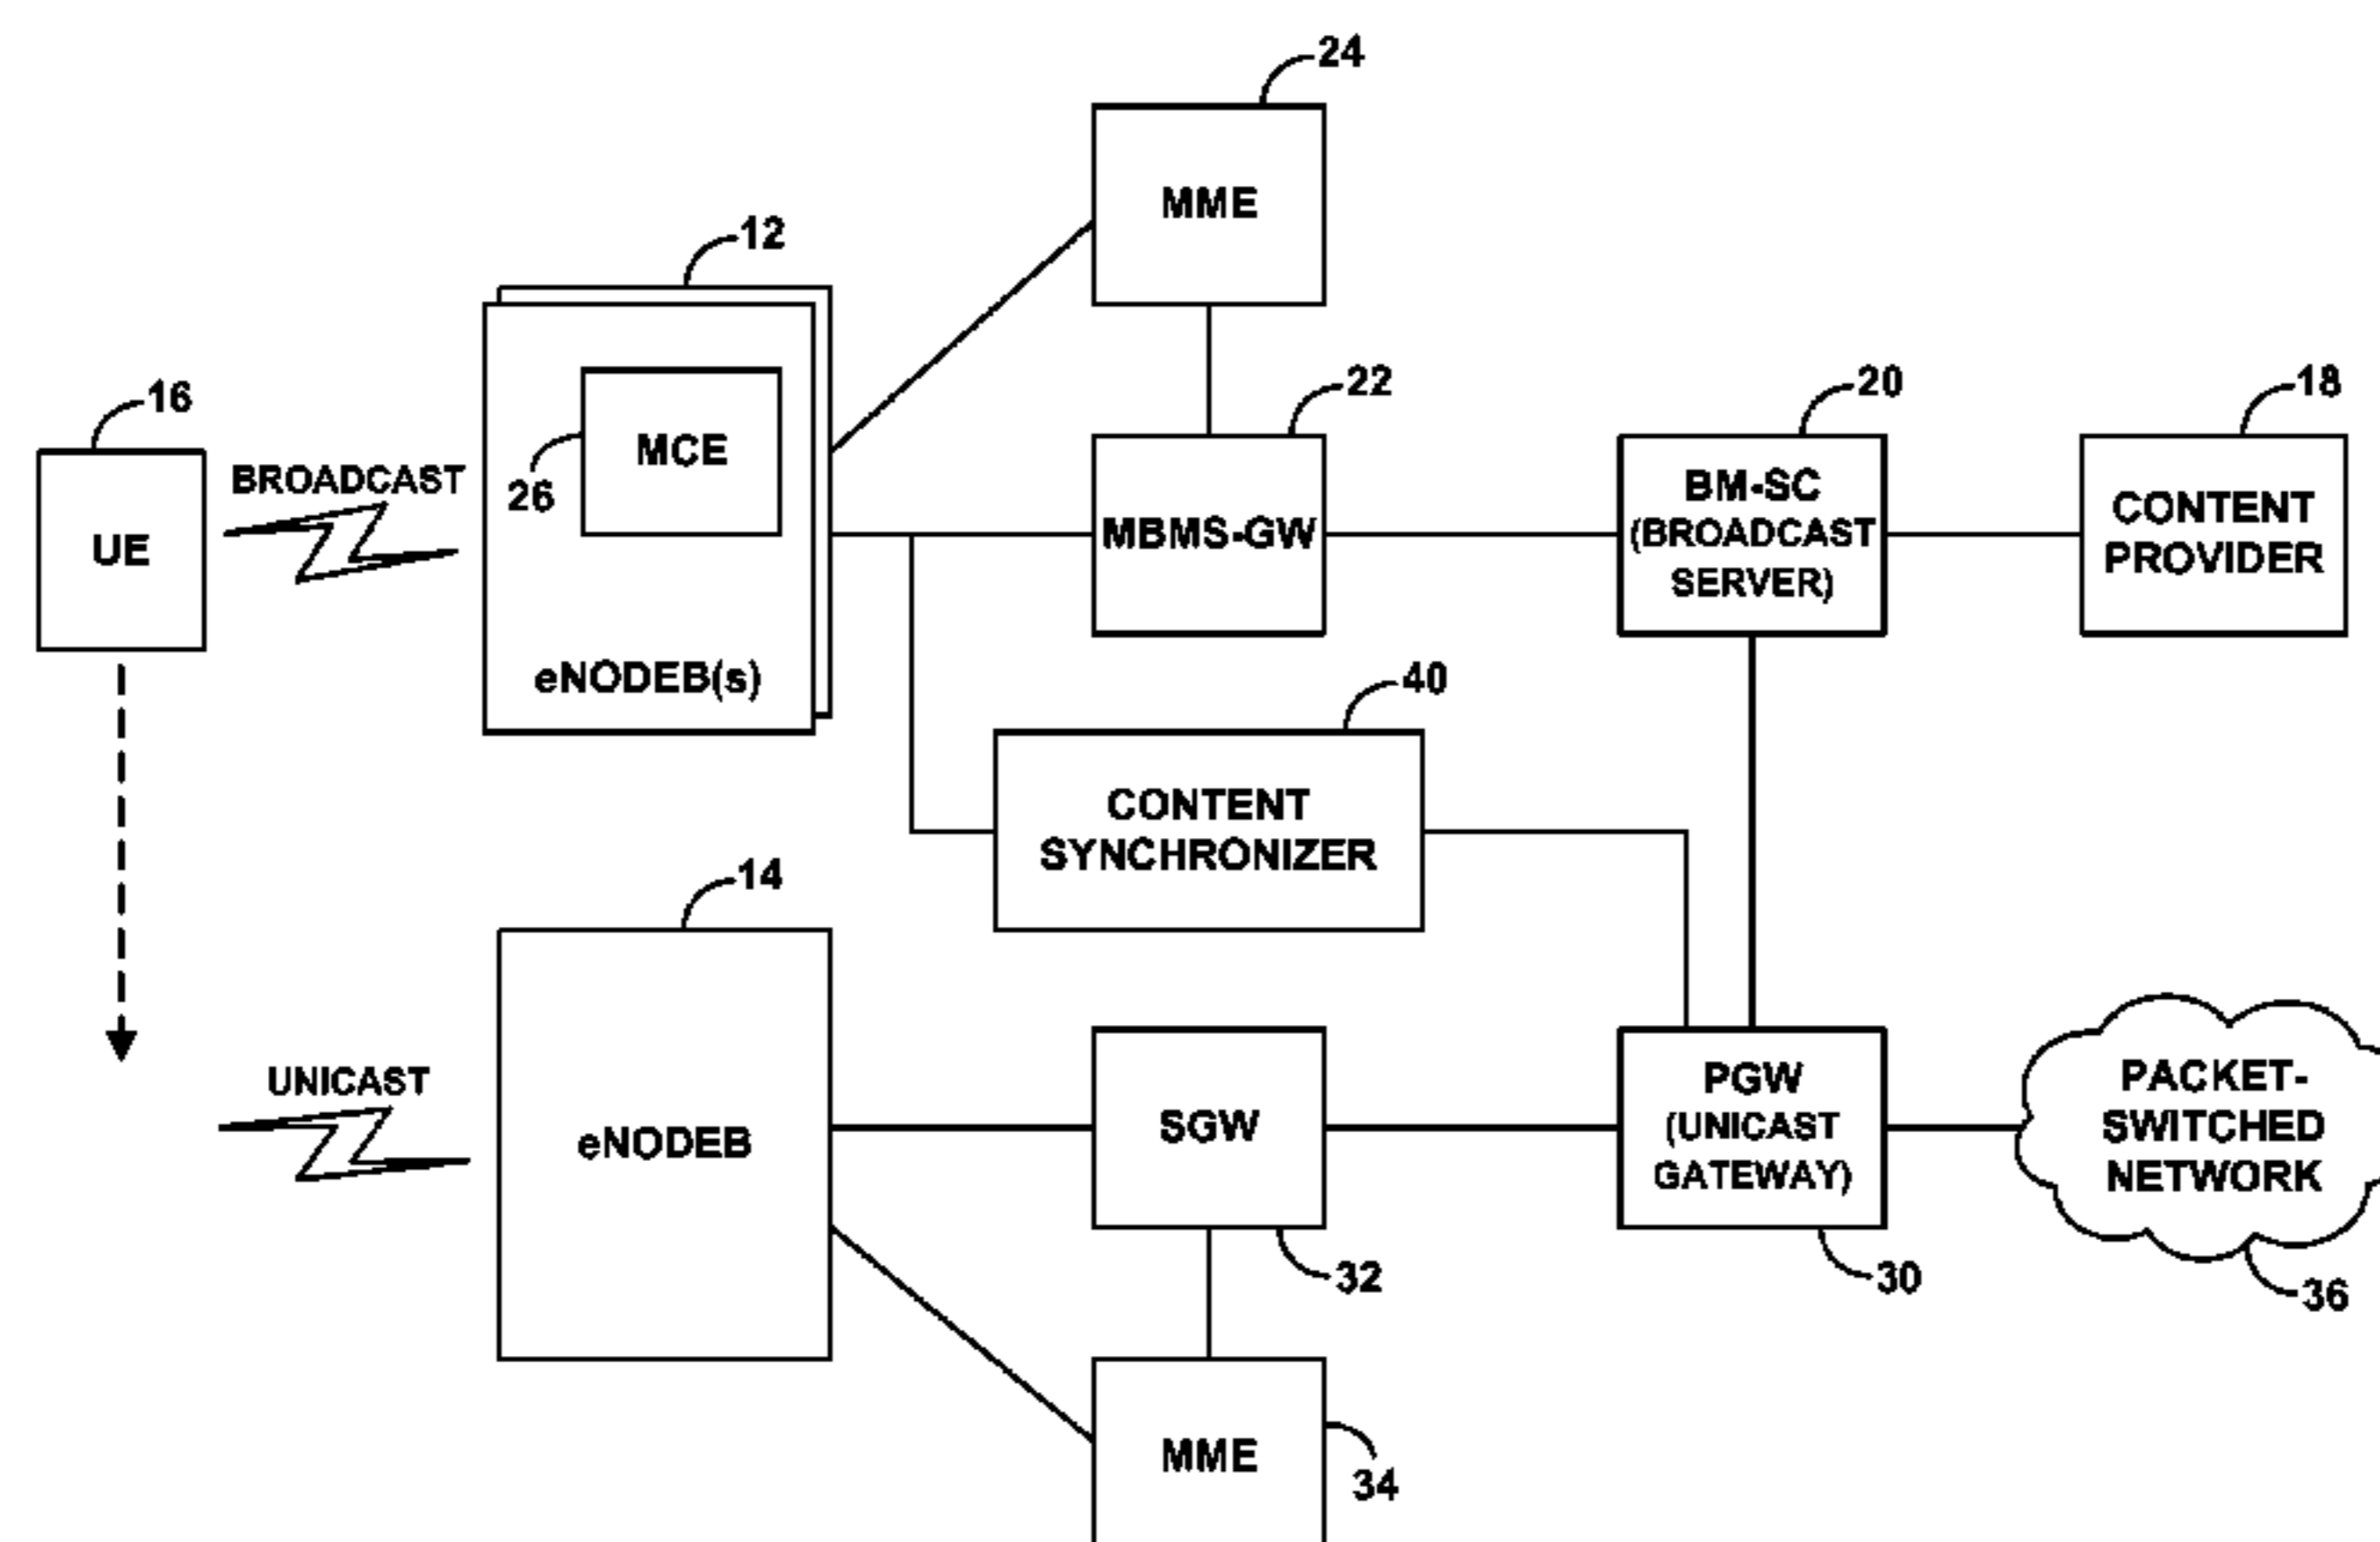 24
MME
12
16
22
20
18
MCE
26
BROADCAST
UE
BM-SC
(BROADCAST
SERVER)
MBMS-GW
CONTENT
PROVIDER
eNODEB(s)
40
CONTENT
SYNCHRONIZER
14
UNICAST
eNODEB
SGW
PGW
(UNICAST
GATEWAY)
PACKET-
SWITCHED
NETWORK
32
30
36
MME
34